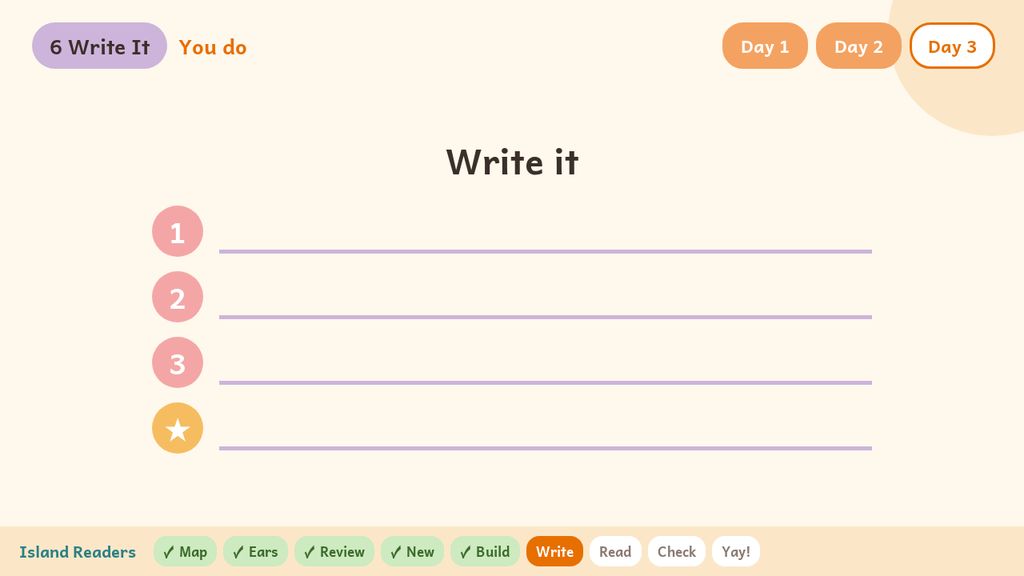 6 Write It You do Day 1 Day 2 Day 3
Write it
1
2
3
★
Island Readers ✓ Map ✓ Ears ✓ Review ✓ New ✓ Build Write Read Check Yay!